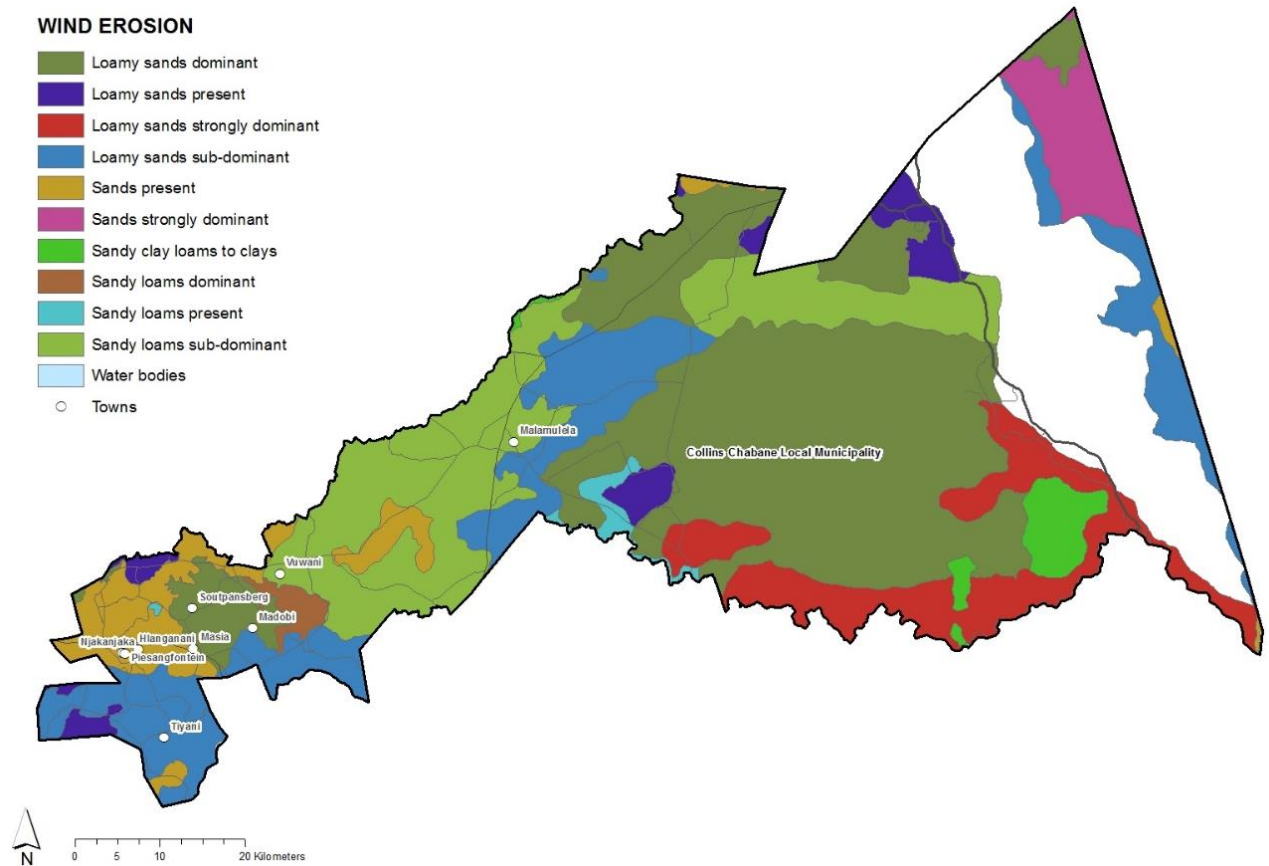 WIND EROSION
Loamy sands dominant
Loamy sands present
Loamy sands strongly dominant
Loamy sands sub-dominant
Sands present
Sands strongly dominant
Sandy clay loams to clays
Sandy loams dominant
Sandy loams present
Sandy loams sub-dominant
Water bodies
Towns
Malamulela
Collins Chabane Local Municipality
Vuwani
Soutpansberg
Madobi
Njakanjaka
Hlanganani
Masia
Piesangfontein
Tiyani
N
0 5 10 20 Kilometers